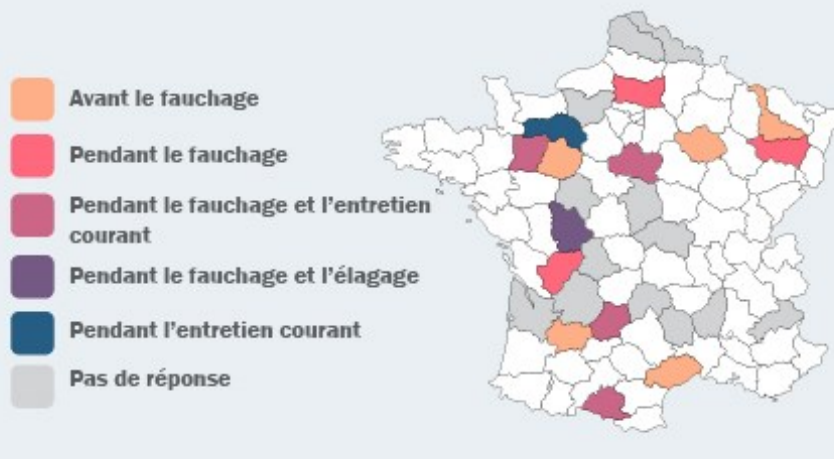 Avant le fauchage
Pendant le fauchage
Pendant le fauchage et l'entretien
courant
Pendant le fauchage et l'élagage
Pendant l'entretien courant
Pas de réponse